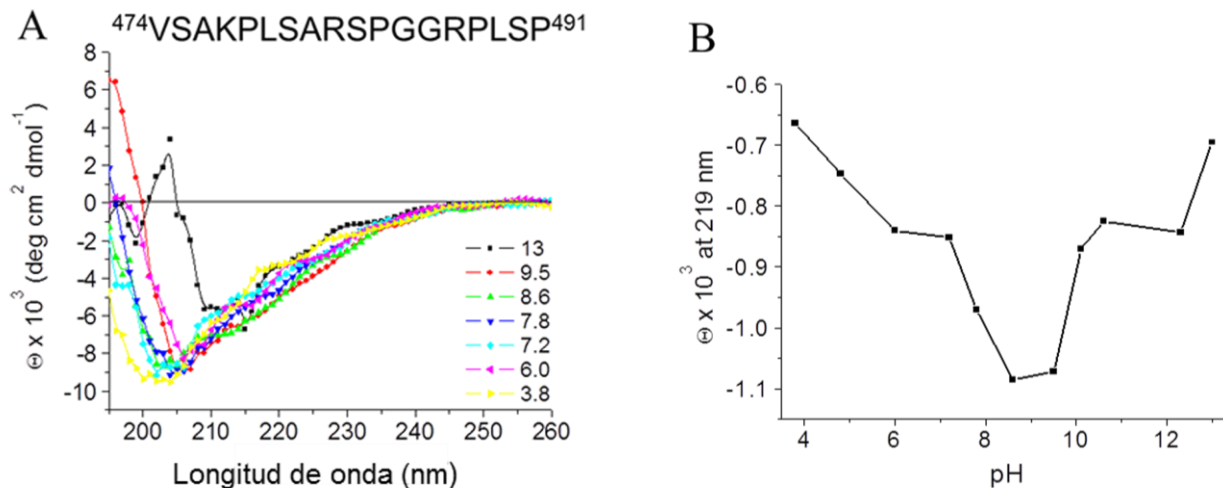 A
⁴⁷⁴VSAKPLSARSPGGRPLSP⁴⁹¹
8
6
4
2
0
-2
-4
-6
-8
-10
Θ x 10³ (deg cm² dmol⁻¹)
13
9.5
8.6
7.8
7.2
6.0
3.8
200 210 220 230 240 250 260
Longitud de onda (nm)
B
-0.6
-0.7
-0.8
-0.9
-1.0
-1.1
Θ x 10³ at 219 nm
4 6 8 10 12
pH